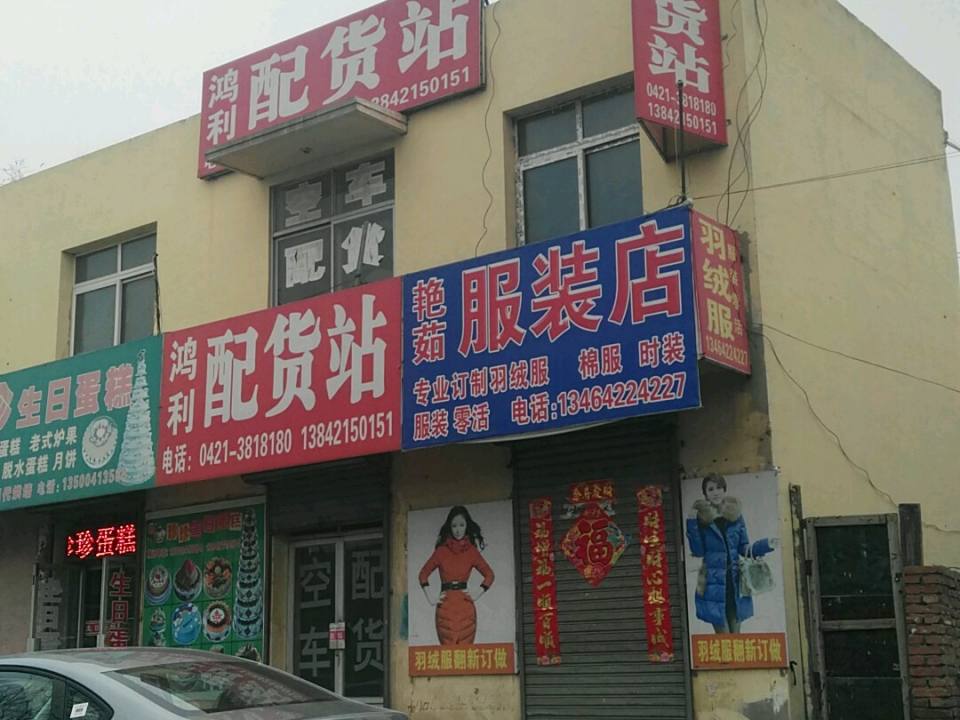 鸿利
配货站
13842150151
货站
0421-3818180
13842150151
空车
配货
羽绒服
13464224227
艳茹
服装店
专业订制羽绒服 棉服 时装
服装 零活 电话:13464224227
鸿利
配货站
电话: 0421-3818180 13842150151
生日蛋糕
蛋糕 老式炉果
脱水蛋糕 月饼
珍蛋糕
生日蛋
空车
配货
福
羽绒服翻新订做
羽绒服翻新订做